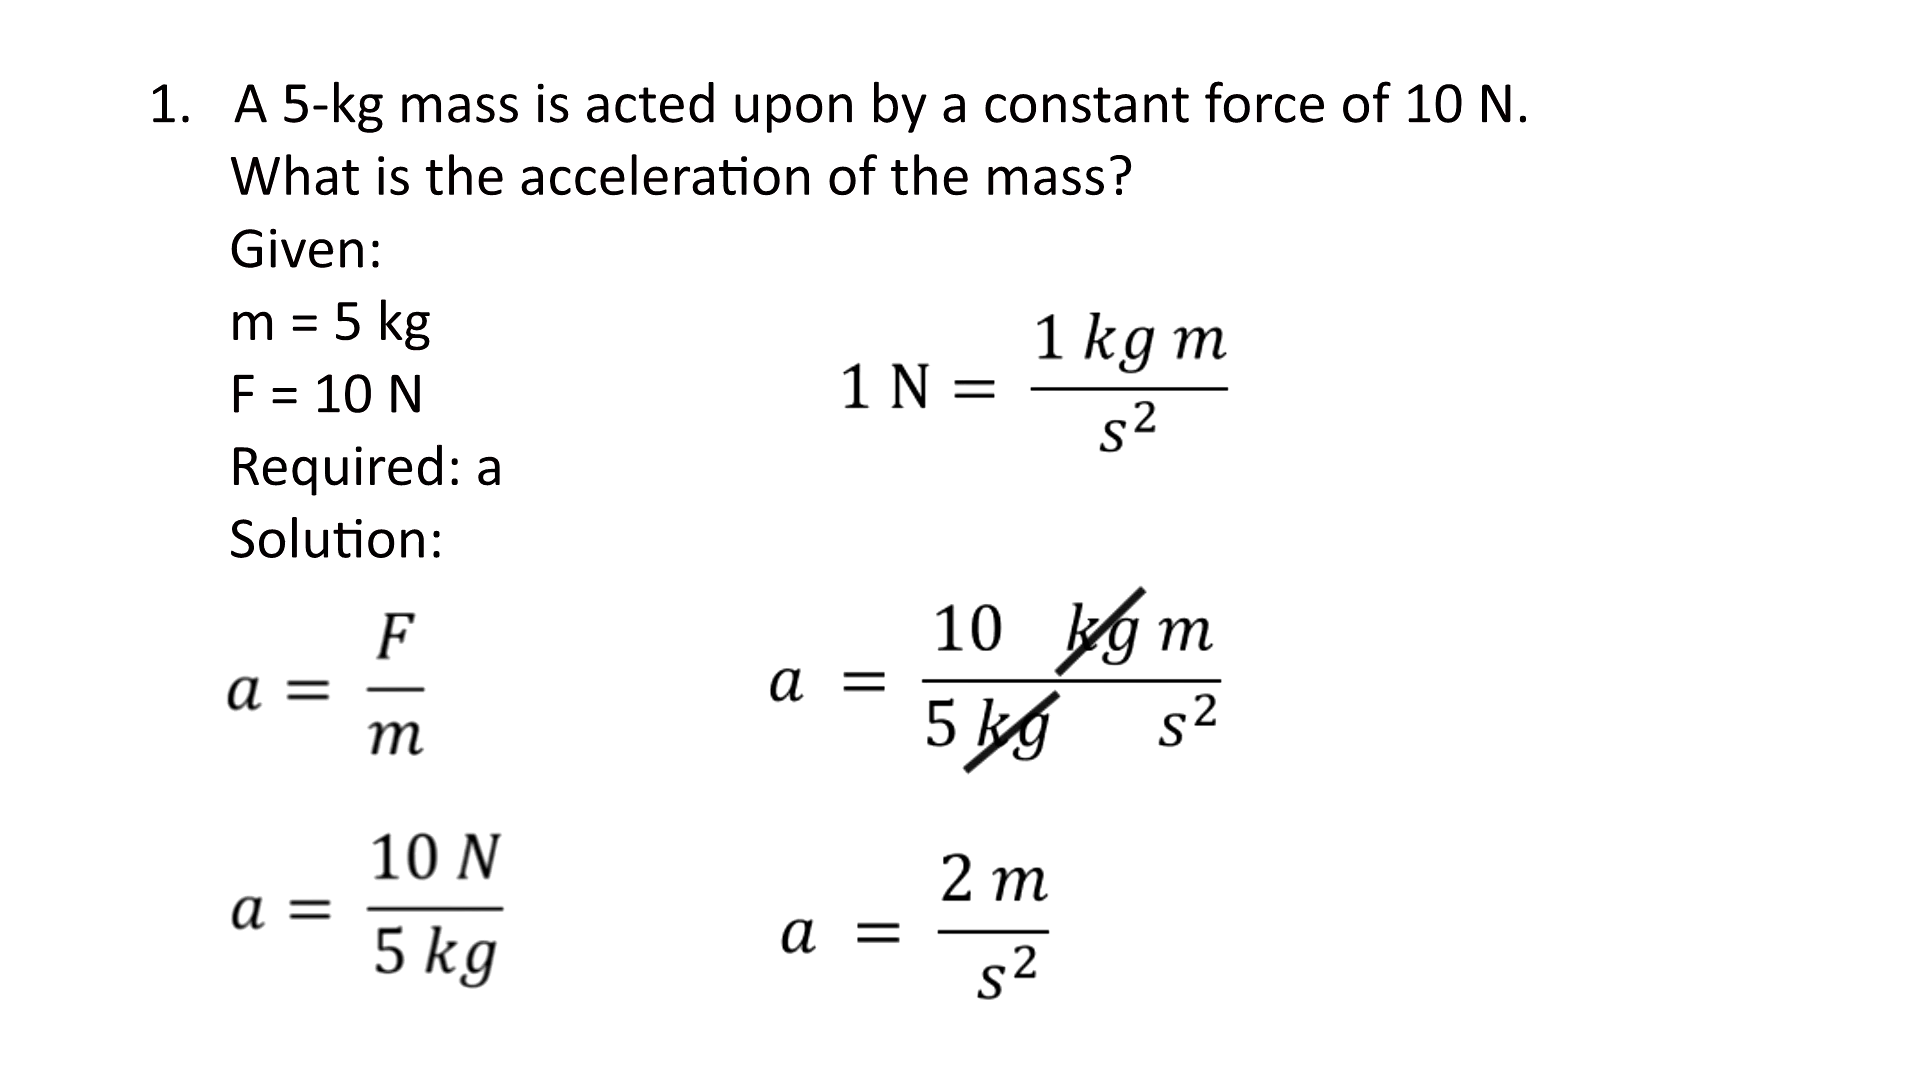 1. A 5-kg mass is acted upon by a constant force of 10 N.
What is the acceleration of the mass?
Given:
m = 5 kg
F = 10 N
Required: a
Solution:
1 N = 1 kg m / s²
a = F / m
a = 10 N / 5 kg
a = 10 kg m / 5 kg s²
a = 2 m / s²